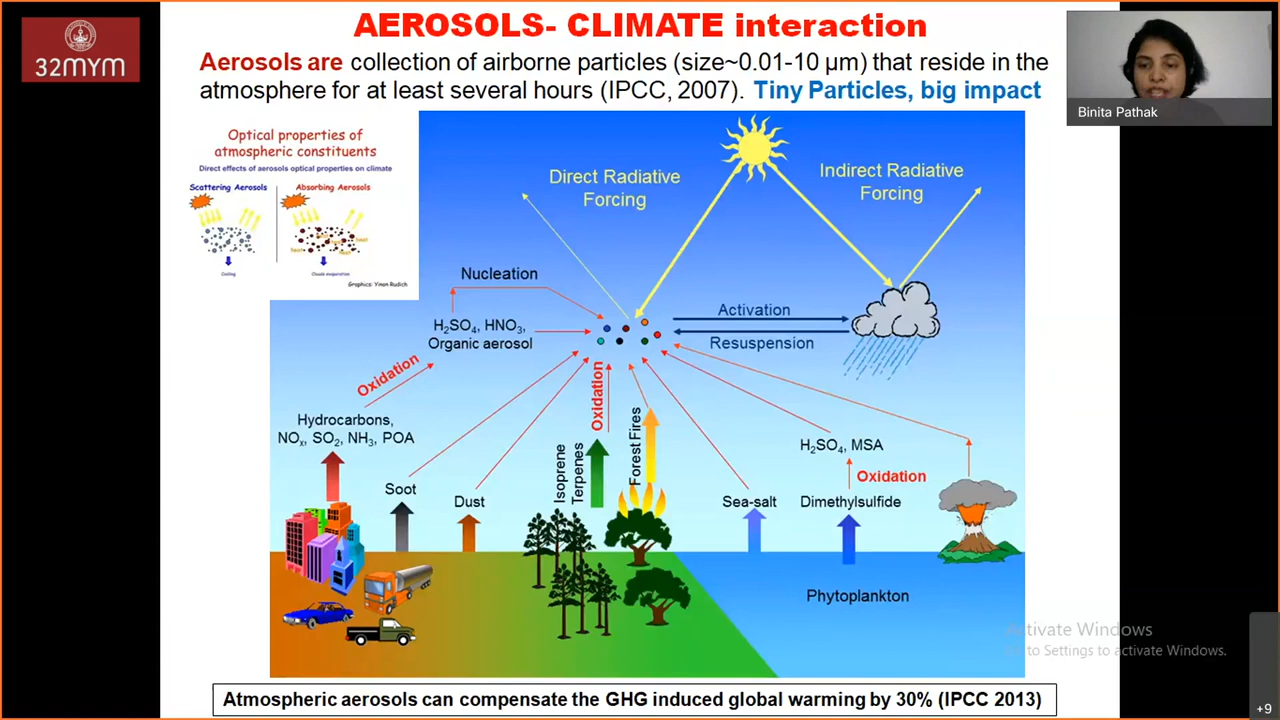 AEROSOLS- CLIMATE interaction
32MYM
Aerosols are collection of airborne particles (size~0.01-10 µm) that reside in the
atmosphere for at least several hours (IPCC, 2007). Tiny Particles, big impact
Binita Pathak
Optical properties of
atmospheric constituents
Direct effects of aerosols optical properties on climate
Scattering Aerosols
Absorbing Aerosols
Cooling
Clouds evaporation
Graphics: Yinon Rudich
Direct Radiative
Forcing
Indirect Radiative
Forcing
Nucleation
H2SO4, HNO3,
Organic aerosol
Activation
Resuspension
Oxidation
Hydrocarbons,
NOx, SO2, NH3, POA
Soot
Dust
Isoprene
Terpenes
Oxidation
Forest Fires
Sea-salt
H2SO4, MSA
Oxidation
Dimethylsulfide
Phytoplankton
Activate Windows
to Settings to activate Windows.
Atmospheric aerosols can compensate the GHG induced global warming by 30% (IPCC 2013)
+9